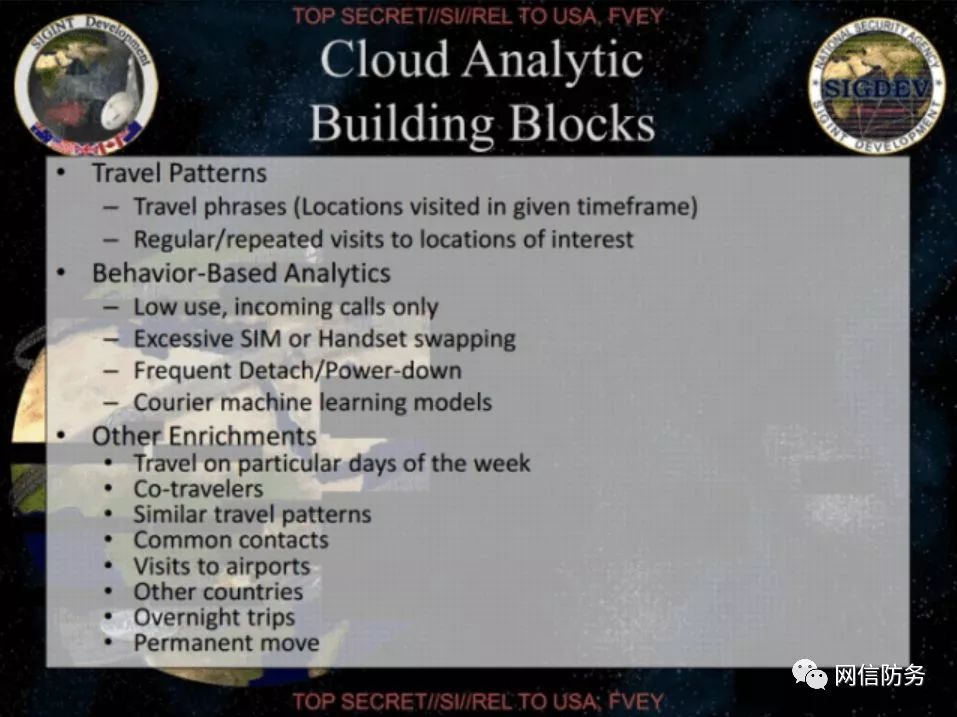 TOP SECRET//SI//REL TO USA, FVEY
SIGINT Development
Cloud Analytic
Building Blocks
NATIONAL SECURITY AGENCY
SIGDEV
SIGINT DEVELOPMENT
• Travel Patterns
– Travel phrases (Locations visited in given timeframe)
– Regular/repeated visits to locations of interest
• Behavior-Based Analytics
– Low use, incoming calls only
– Excessive SIM or Handset swapping
– Frequent Detach/Power-down
– Courier machine learning models
• Other Enrichments
• Travel on particular days of the week
• Co-travelers
• Similar travel patterns
• Common contacts
• Visits to airports
• Other countries
• Overnight trips
• Permanent move
网信防务
TOP SECRET//SI//REL TO USA, FVEY